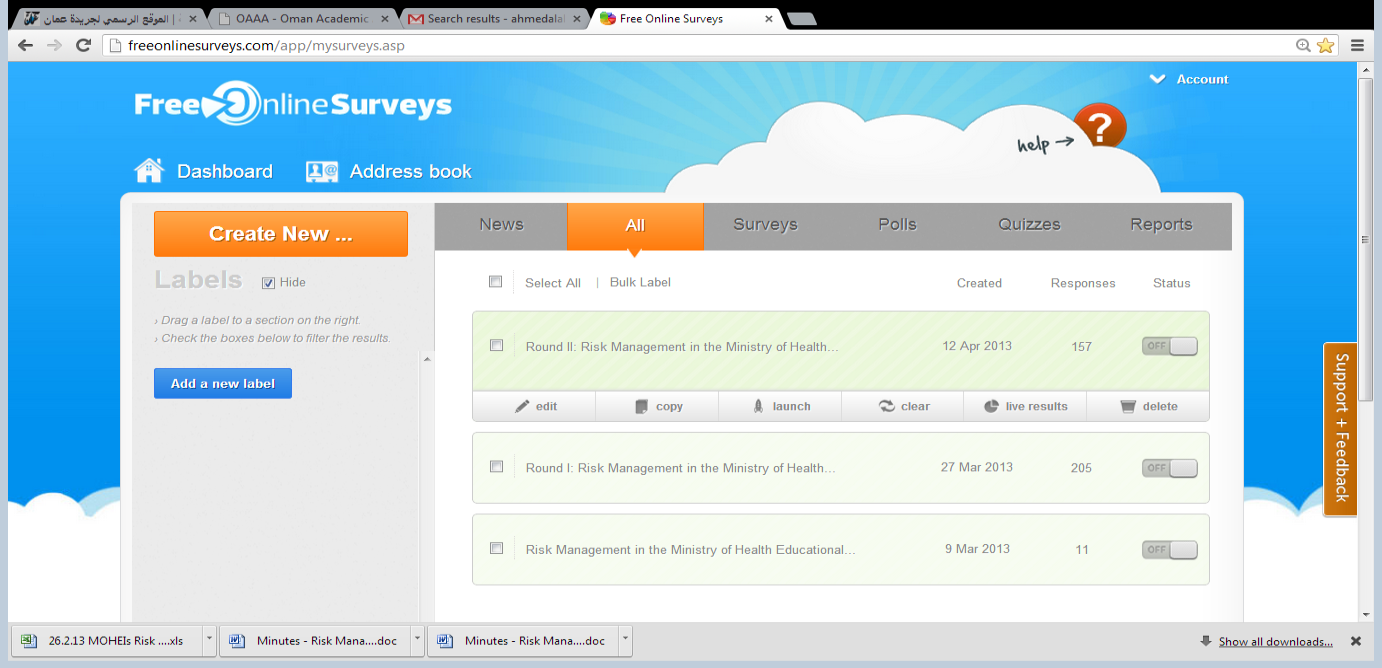 الموقع الرسمي لجريدة عمان | OAAA - Oman Academic Search results - ahmedalal Free Online Surveys
freeonlinesurveys.com/app/mysurveys.asp
Account
FreeOnlineSurveys
help ?
Dashboard Address book
Create New ... News All Surveys Polls Quizzes Reports
Labels Hide Select All | Bulk Label Created Responses Status
› Drag a label to a section on the right.
› Check the boxes below to filter the results.
Round II: Risk Management in the Ministry of Health... 12 Apr 2013 157 OFF
Add a new label
edit copy launch clear live results delete
Round I: Risk Management in the Ministry of Health... 27 Mar 2013 205 OFF
Risk Management in the Ministry of Health Educational... 9 Mar 2013 11 OFF
Support + Feedback
26.2.13 MOHEIs Risk ....xls Minutes - Risk Mana....doc Minutes - Risk Mana....doc Show all downloads...